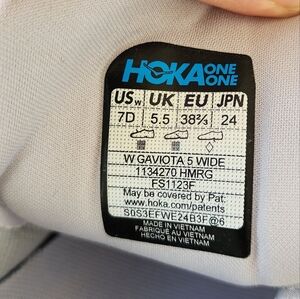 HOKA ONE ONE
USw UK EU JPN
7D 5.5 38⅔ 24
W GAVIOTA 5 WIDE
1134270 HMRG
FS1123F
May be covered by Pat.
www.hoka.com/patents
S0S3EFWE24B3F@6
MADE IN VIETNAM
FABRIQUÉ AU VIETNAM
HECHO EN VIETNAM